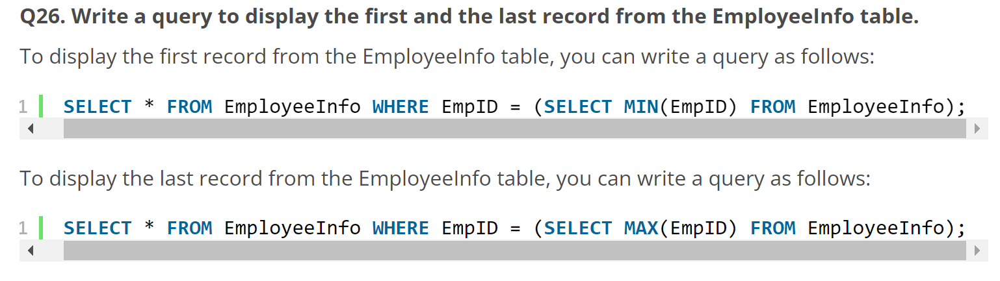 Q26. Write a query to display the first and the last record from the EmployeeInfo table.
To display the first record from the EmployeeInfo table, you can write a query as follows:
1 SELECT * FROM EmployeeInfo WHERE EmpID = (SELECT MIN(EmpID) FROM EmployeeInfo);
To display the last record from the EmployeeInfo table, you can write a query as follows:
1 SELECT * FROM EmployeeInfo WHERE EmpID = (SELECT MAX(EmpID) FROM EmployeeInfo);